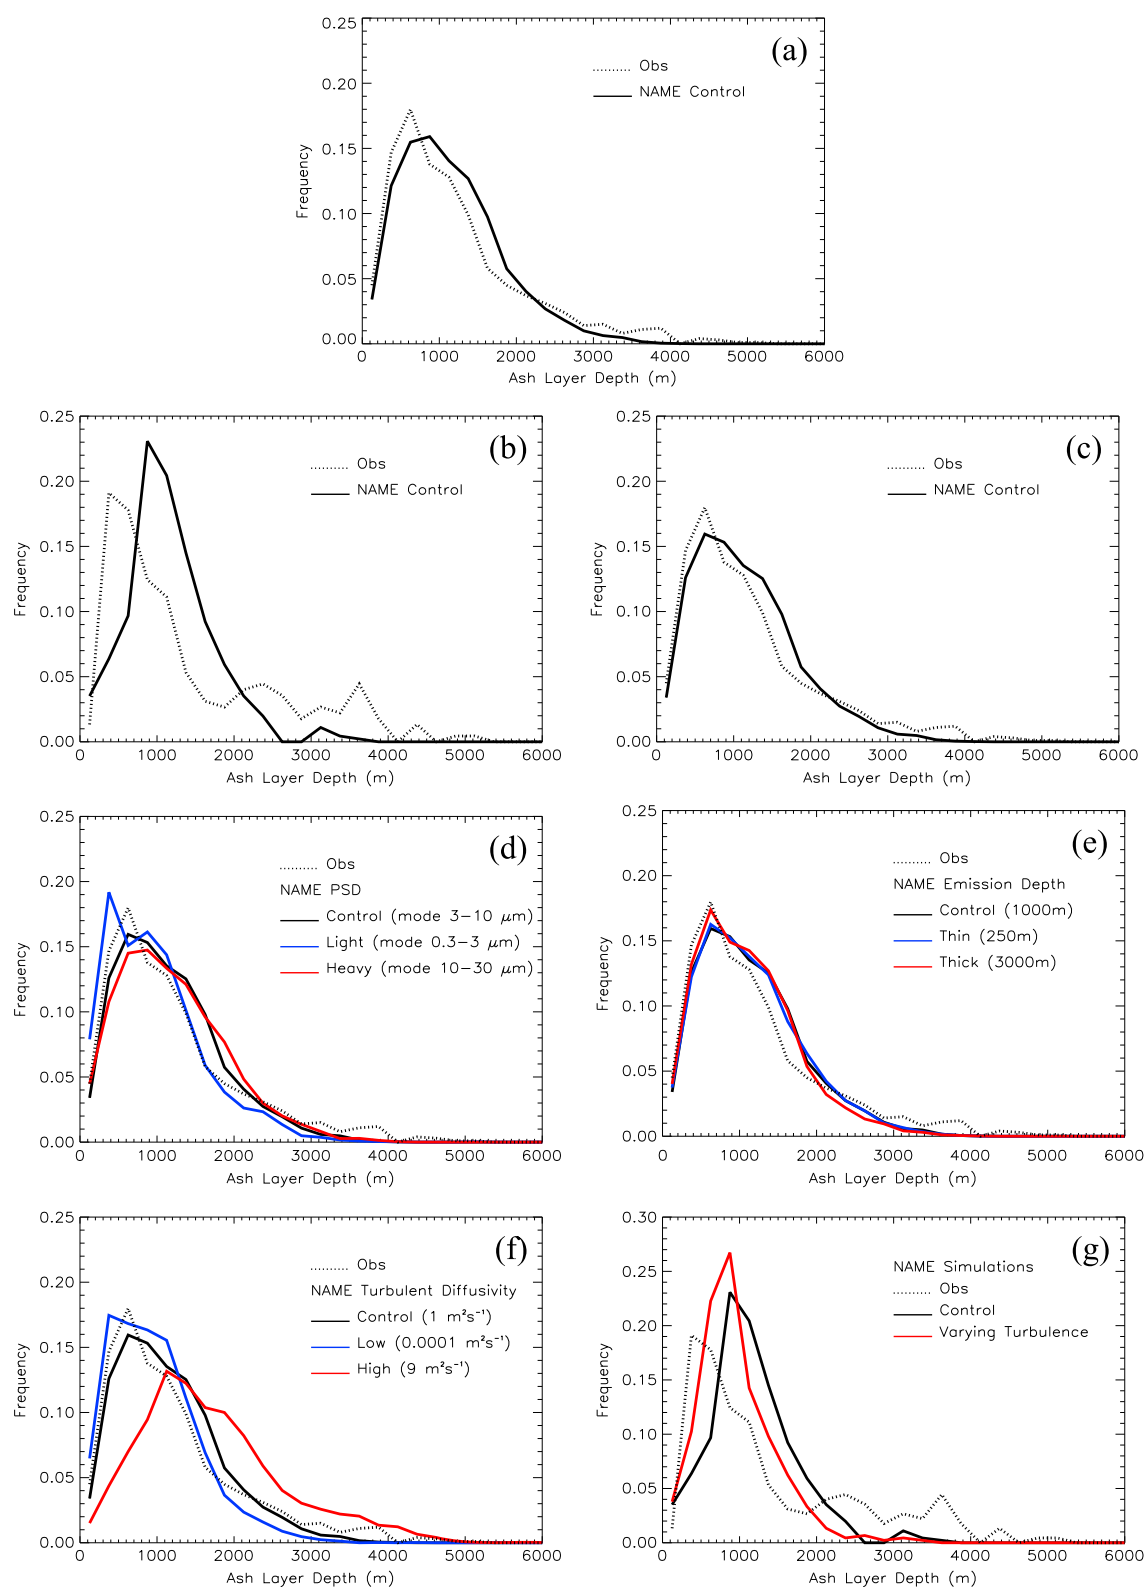 (a)
Obs
NAME Control
Frequency
0.25
0.20
0.15
0.10
0.05
0.00
0 1000 2000 3000 4000 5000 6000
Ash Layer Depth (m)
(b)
Obs
NAME Control
Frequency
0.25
0.20
0.15
0.10
0.05
0.00
0 1000 2000 3000 4000 5000 6000
Ash Layer Depth (m)
(c)
Obs
NAME Control
Frequency
0.25
0.20
0.15
0.10
0.05
0.00
0 1000 2000 3000 4000 5000 6000
Ash Layer Depth (m)
(d)
Obs
NAME PSD
Control (mode 3–10 μm)
Light (mode 0.3–3 μm)
Heavy (mode 10–30 μm)
Frequency
0.25
0.20
0.15
0.10
0.05
0.00
0 1000 2000 3000 4000 5000 6000
Ash Layer Depth (m)
(e)
Obs
NAME Emission Depth
Control (1000m)
Thin (250m)
Thick (3000m)
Frequency
0.25
0.20
0.15
0.10
0.05
0.00
0 1000 2000 3000 4000 5000 6000
Ash Layer Depth (m)
(f)
Obs
NAME Turbulent Diffusivity
Control (1 m²s⁻¹)
Low (0.0001 m²s⁻¹)
High (9 m²s⁻¹)
Frequency
0.25
0.20
0.15
0.10
0.05
0.00
0 1000 2000 3000 4000 5000 6000
Ash Layer Depth (m)
(g)
NAME Simulations
Obs
Control
Varying Turbulence
Frequency
0.30
0.25
0.20
0.15
0.10
0.05
0.00
0 1000 2000 3000 4000 5000 6000
Ash Layer Depth (m)